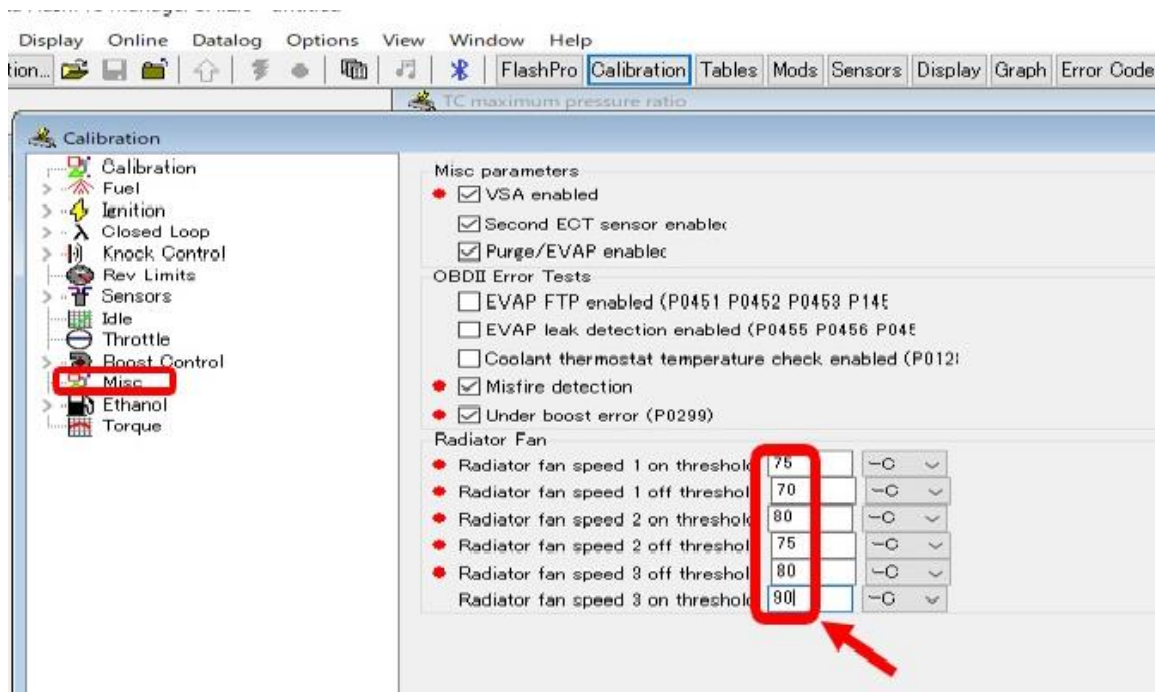 Display Online Datalog Options View Window Help
tion... FlashPro Calibration Tables Mods Sensors Display Graph Error Code
TC maximum pressure ratio
Calibration
Calibration
Fuel
Ignition
Closed Loop
Knock Control
Rev Limits
Sensors
Idle
Throttle
Boost Control
Misc
Ethanol
Torque
Misc parameters
VSA enabled
Second ECT sensor enablec
Purge/EVAP enablec
OBDII Error Tests
EVAP FTP enabled (P0451 P0452 P0453 P145
EVAP leak detection enabled (P0455 P0456 P045
Coolant thermostat temperature check enabled (P012
Misfire detection
Under boost error (P0299)
Radiator Fan
Radiator fan speed 1 on threshol 75 -C
Radiator fan speed 1 off threshol 70 -C
Radiator fan speed 2 on threshol 80 -C
Radiator fan speed 2 off threshol 75 -C
Radiator fan speed 3 off threshol 80 -C
Radiator fan speed 3 on threshol 90 -C